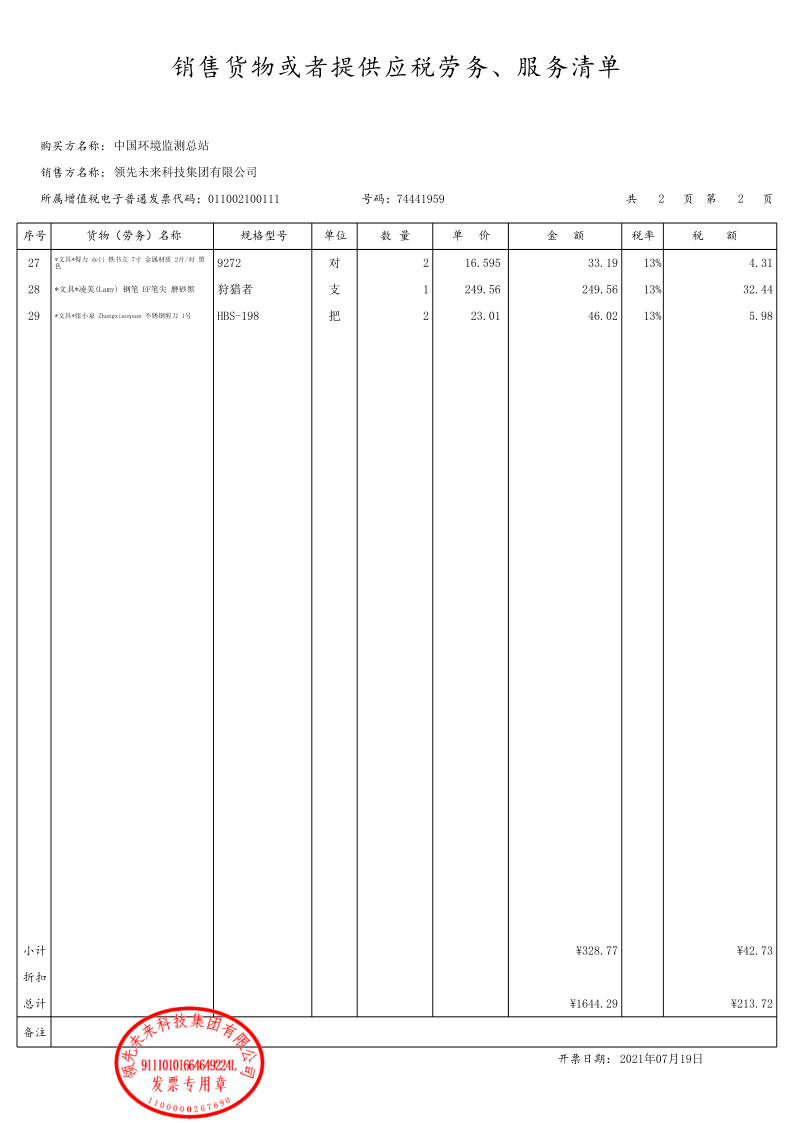 销售货物或者提供应税劳务、服务清单
购买方名称：中国环境监测总站
销售方名称：领先未来科技集团有限公司
所属增值税电子普通发票代码：011002100111 号码：74441959 共 2 页 第 2 页
序号 货物（劳务）名称 规格型号 单位 数 量 单 价 金 额 税率 税 额
27 *文具*得力 deli 铁书立 7寸 金属材质 2片/对 黑色 9272 对 2 16.595 33.19 13% 4.31
28 *文具*凌美(Lamy) 钢笔 EF笔尖 磨砂黑 狩猎者 支 1 249.56 249.56 13% 32.44
29 *文具*张小泉 Zhangxiaoquan 不锈钢剪刀 1号 HBS-198 把 2 23.01 46.02 13% 5.98
小计 ¥328.77 ¥42.73
折扣
总计 ¥1644.29 ¥213.72
备注
领先未来科技集团有限公司
91110101664649224L
发票专用章
1100000267690
开票日期：2021年07月19日